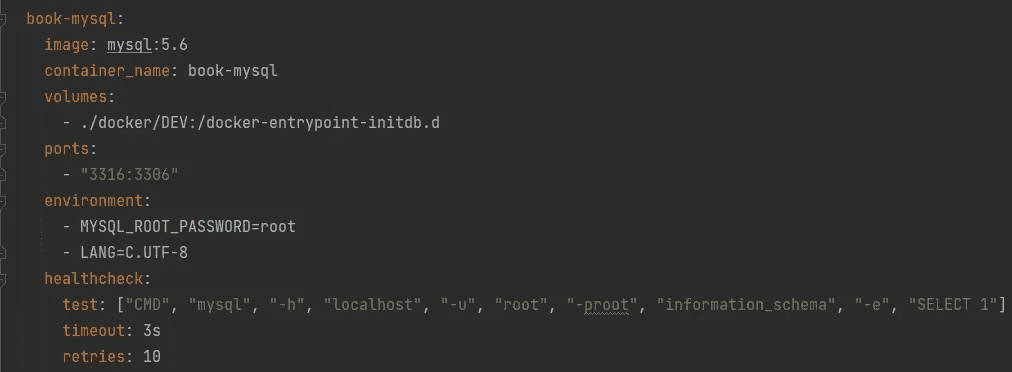 book-mysql:
image: mysql:5.6
container_name: book-mysql
volumes:
- ./docker/DEV:/docker-entrypoint-initdb.d
ports:
- "3316:3306"
environment:
- MYSQL_ROOT_PASSWORD=root
- LANG=C.UTF-8
healthcheck:
test: ["CMD", "mysql", "-h", "localhost", "-u", "root", "-proot", "information_schema", "-e", "SELECT 1"]
timeout: 3s
retries: 10